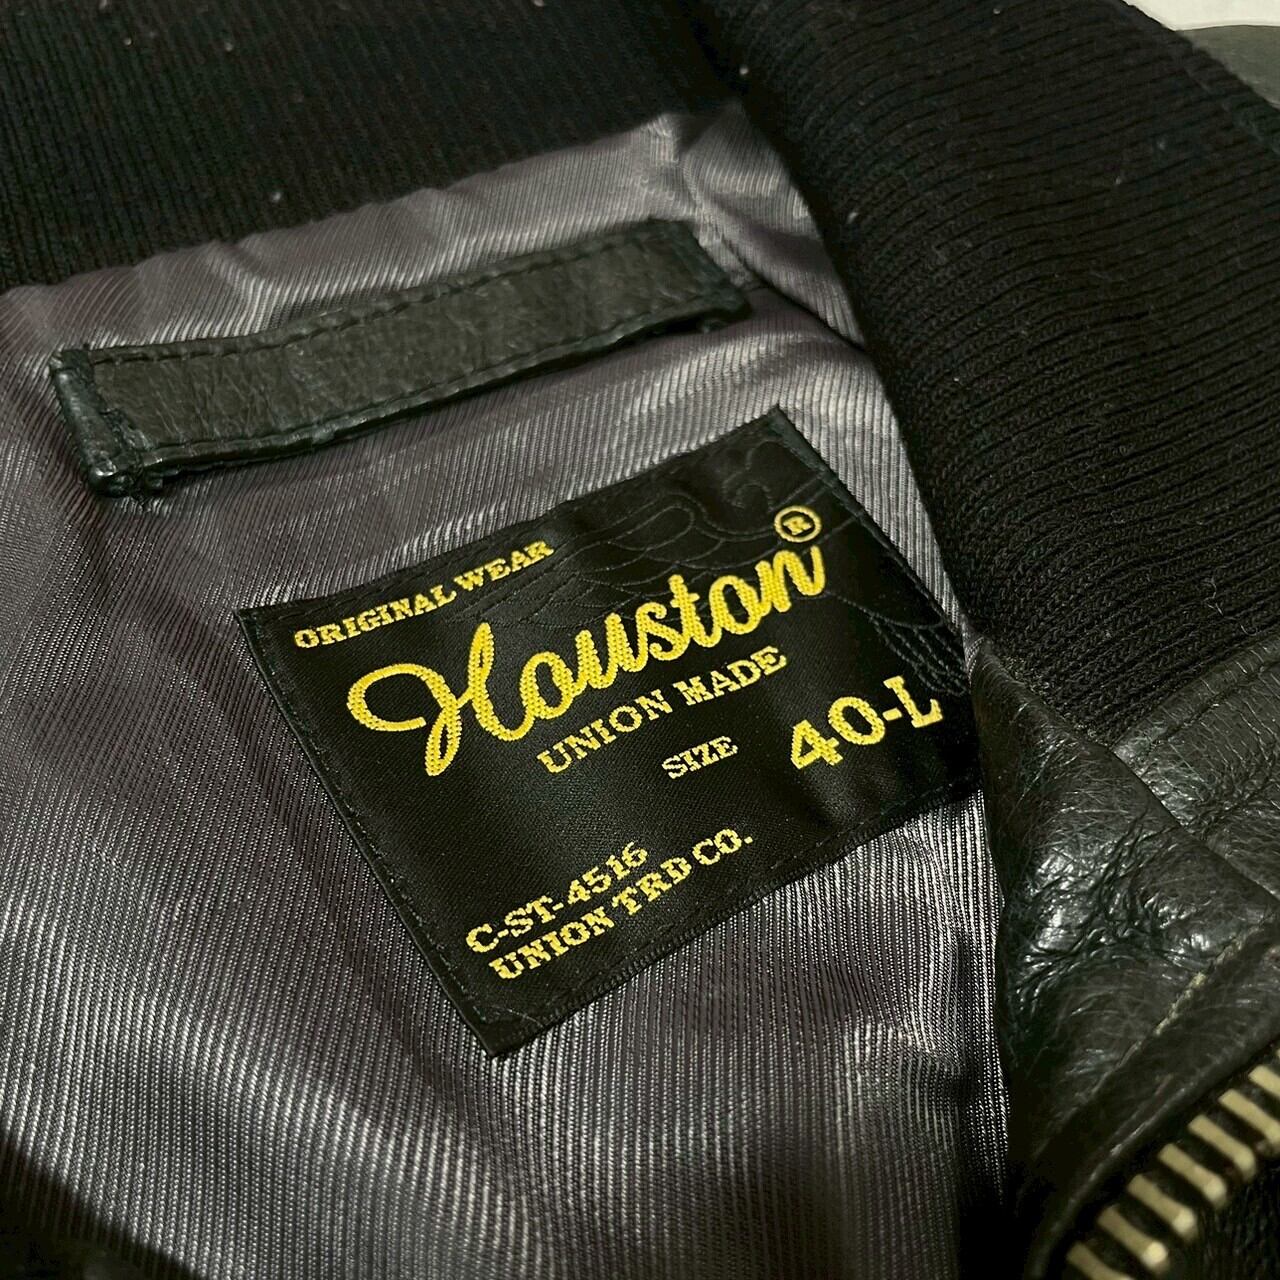 ORIGINAL WEAR
Houston®
UNION MADE
SIZE 40-L
C-ST-4516
UNION TRD CO.